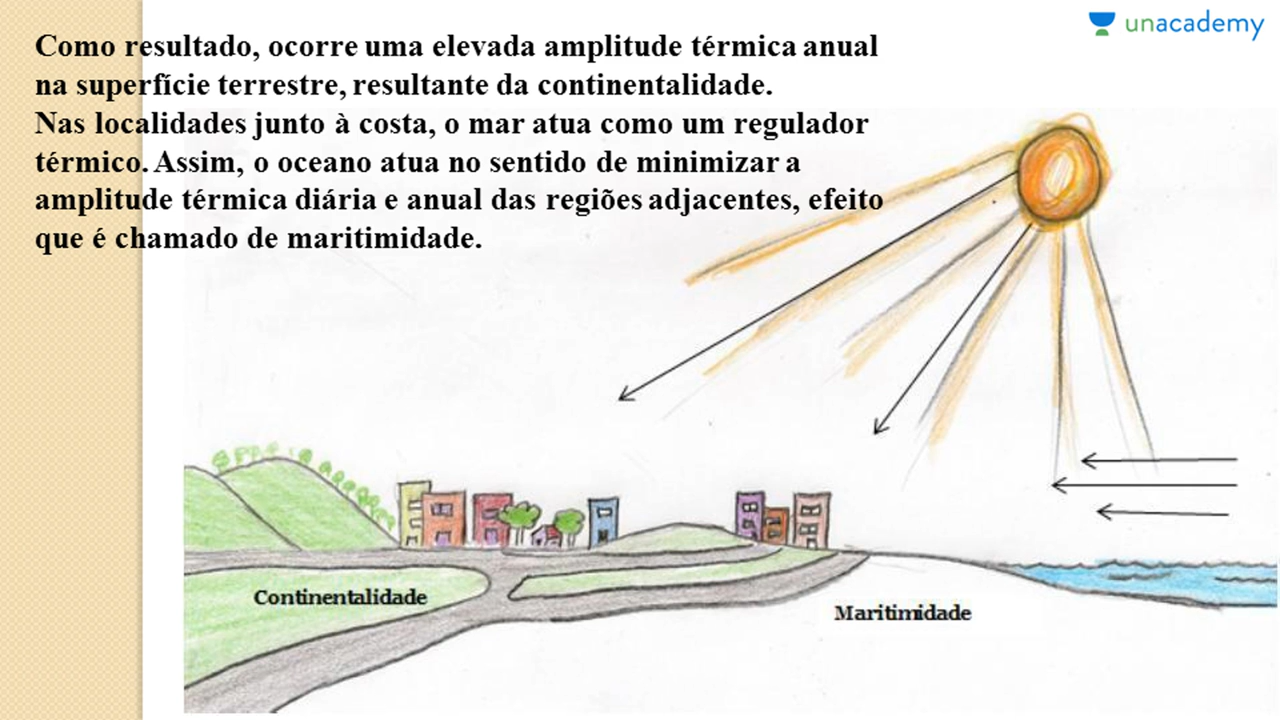 unacademy
Como resultado, ocorre uma elevada amplitude térmica anual
na superfície terrestre, resultante da continentalidade.
Nas localidades junto à costa, o mar atua como um regulador
térmico. Assim, o oceano atua no sentido de minimizar a
amplitude térmica diária e anual das regiões adjacentes, efeito
que é chamado de maritimidade.
Continentalidade
Maritimidade